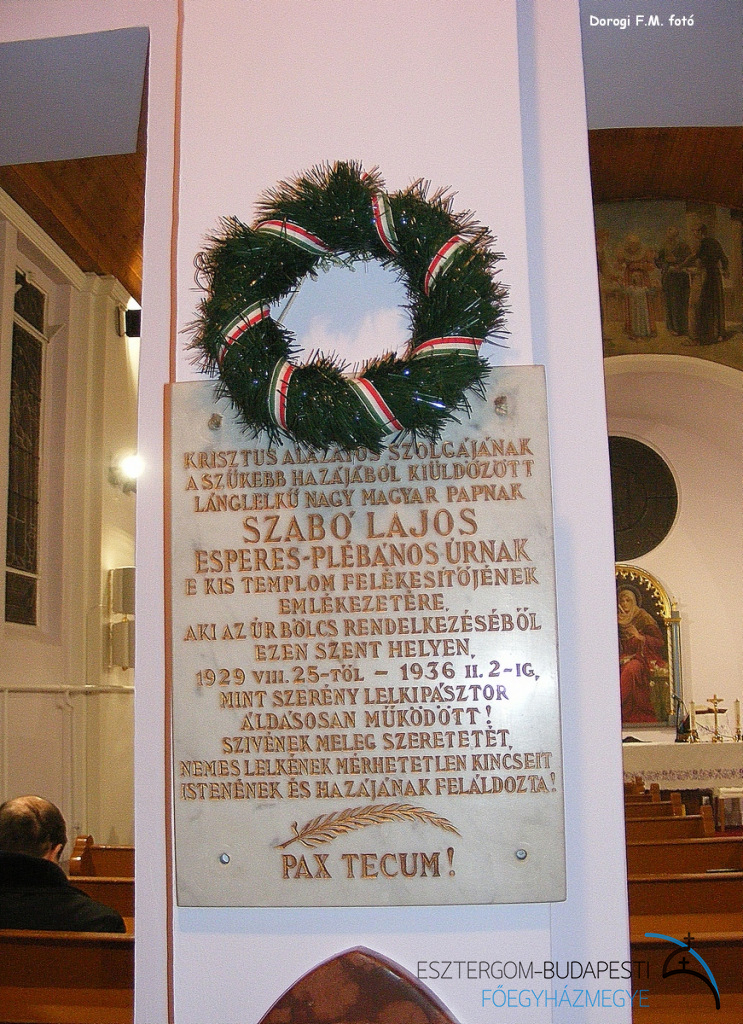 Dorogi F.M. fotó
KRISZTUS ALÁZATOS SZOLGÁJÁNAK
A SZŰKEBB HAZÁJÁBÓL KIÜLDÖZÖTT
LÁNGLELKŰ NAGY MAGYAR PAPNAK
SZABÓ LAJOS
ESPERES-PLÉBÁNOS ÚRNAK
E KIS TEMPLOM FELÉKESÍTŐJÉNEK
EMLÉKEZETÉRE,
AKI AZ ÚR BÖLCS RENDELKEZÉSÉBŐL
EZEN SZENT HELYEN,
1929 VIII. 25-TŐL – 1936 II. 2-IG,
MINT SZERÉNY LELKIPÁSZTOR
ÁLDÁSOSAN MŰKÖDÖTT!
SZIVÉNEK MELEG SZERETETÉT,
NEMES LELKÉNEK MÉRHETETLEN KINCSEIT
ISTENÉNEK ÉS HAZÁJÁNAK FELÁLDOZTA!
PAX TECUM!
ESZTERGOM-BUDAPESTI
FŐEGYHÁZMEGYE